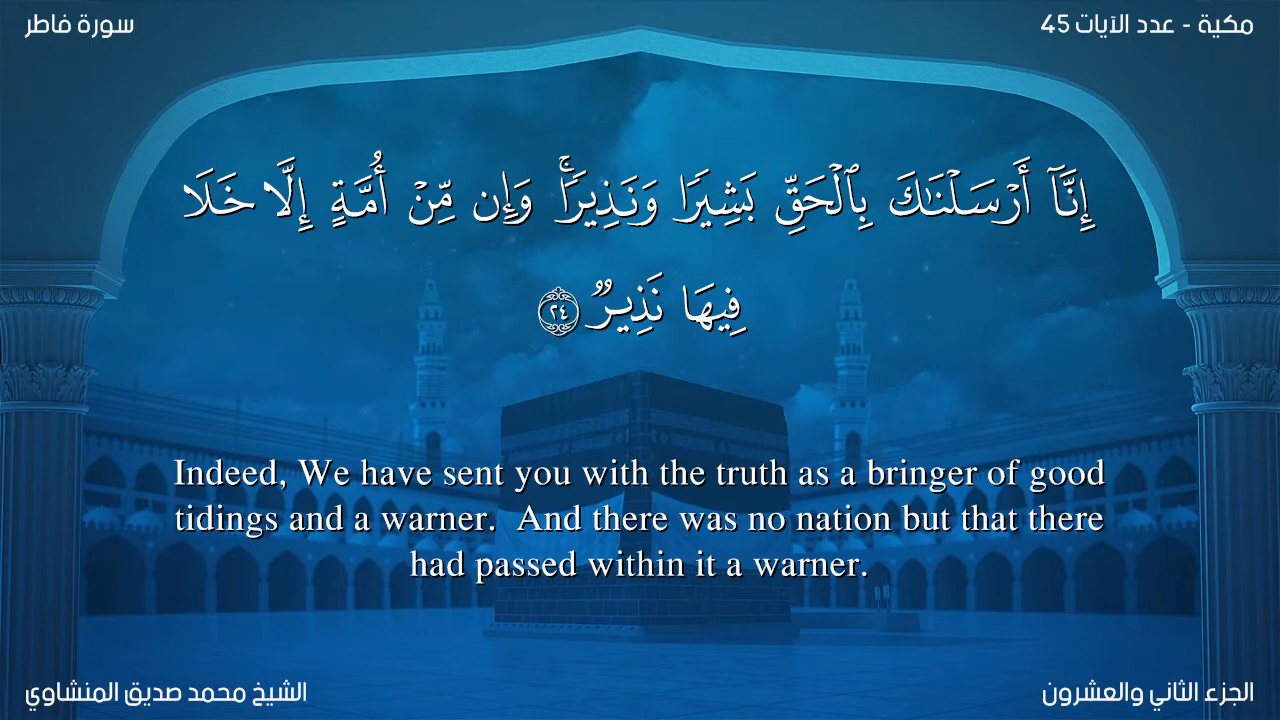 سورة فاطر
مكية - عدد الآيات 45
إِنَّآ أَرْسَلْنَـٰكَ بِٱلْحَقِّ بَشِيرًا وَنَذِيرًا ۚ وَإِن مِّنْ أُمَّةٍ إِلَّا خَلَا
فِيهَا نَذِيرٌ ٢٤
Indeed, We have sent you with the truth as a bringer of good
tidings and a warner.  And there was no nation but that there
had passed within it a warner.
الشيخ محمد صديق المنشاوي
الجزء الثاني والعشرون